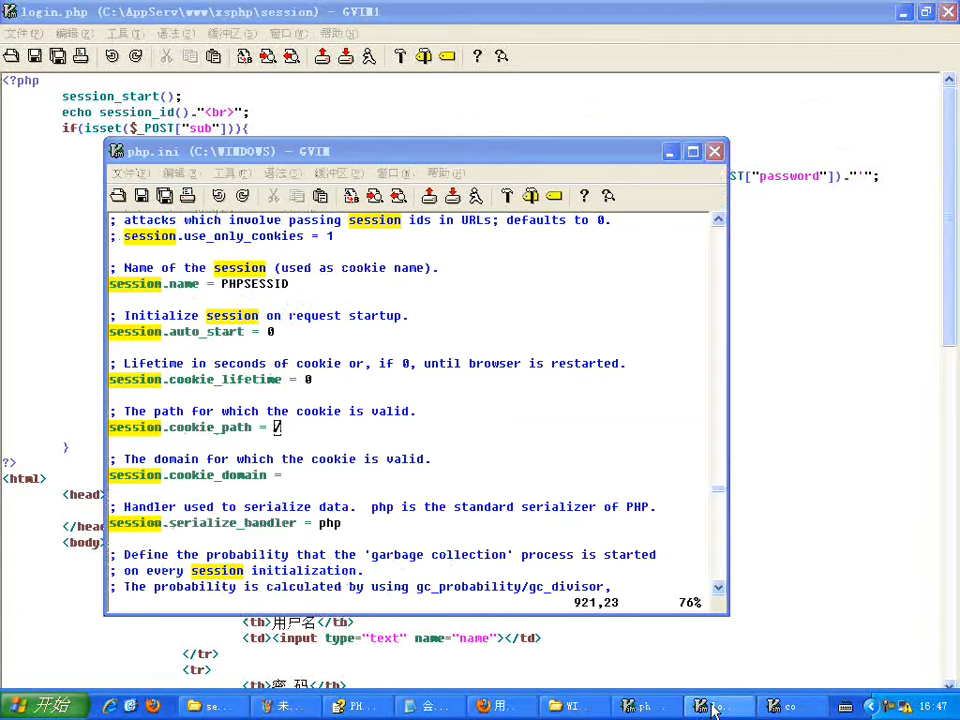 login.php (C:\AppServ\www\xsphp\session) - GVIM1
文件(F) 编辑(E) 工具(T) 语法(S) 缓冲区(B) 窗口(W) 帮助(H)
<?php
session_start();
echo session_id()."<br>";
if(isset($_POST["sub"])){
ST["password"])."'";
php.ini (C:\WINDOWS) - GVIM
文件(F) 编辑(E) 工具(T) 语法(S) 缓冲区(B) 窗口(W) 帮助(H)
; attacks which involve passing session ids in URLs; defaults to 0.
; session.use_only_cookies = 1
; Name of the session (used as cookie name).
session.name = PHPSESSID
; Initialize session on request startup.
session.auto_start = 0
; Lifetime in seconds of cookie or, if 0, until browser is restarted.
session.cookie_lifetime = 0
; The path for which the cookie is valid.
session.cookie_path = /
; The domain for which the cookie is valid.
session.cookie_domain =
; Handler used to serialize data.  php is the standard serializer of PHP.
session.serialize_handler = php
; Define the probability that the 'garbage collection' process is started
; on every session initialization.
; The probability is calculated by using gc_probability/gc_divisor,
921,23 76%
}
?>
<html>
<head>
</head>
<body>
<th>用户名</th>
<td><input type="text" name="name"></td>
</tr>
<tr>
<th>密 码</th>
开始 se... 未... PH... 会... 用... WI... ph... lo... co 16:47